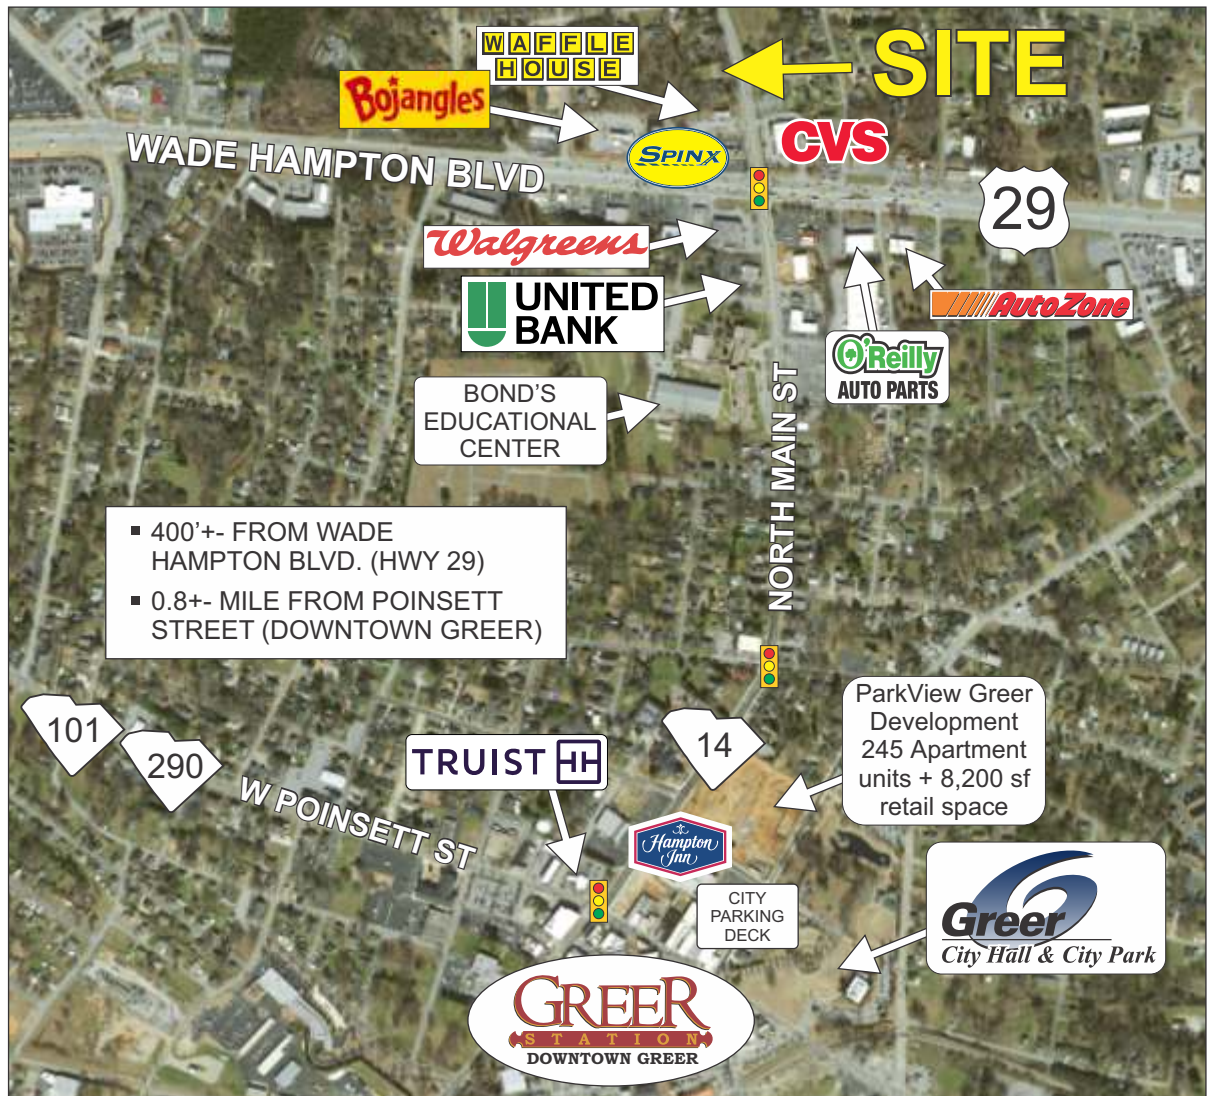 WAFFLE
HOUSE
SITE
Bojangles
SPINX
CVS
WADE HAMPTON BLVD
29
Walgreens
UNITED
BANK
AutoZone
O'Reilly
AUTO PARTS
BOND'S
EDUCATIONAL
CENTER
NORTH MAIN ST
▪ 400'+- FROM WADE
HAMPTON BLVD. (HWY 29)
▪ 0.8+- MILE FROM POINSETT
STREET (DOWNTOWN GREER)
101
290
14
ParkView Greer
Development
245 Apartment
units + 8,200 sf
retail space
TRUIST
W POINSETT ST
Hampton
Inn
CITY
PARKING
DECK
Greer
City Hall & City Park
GREER
STATION
DOWNTOWN GREER